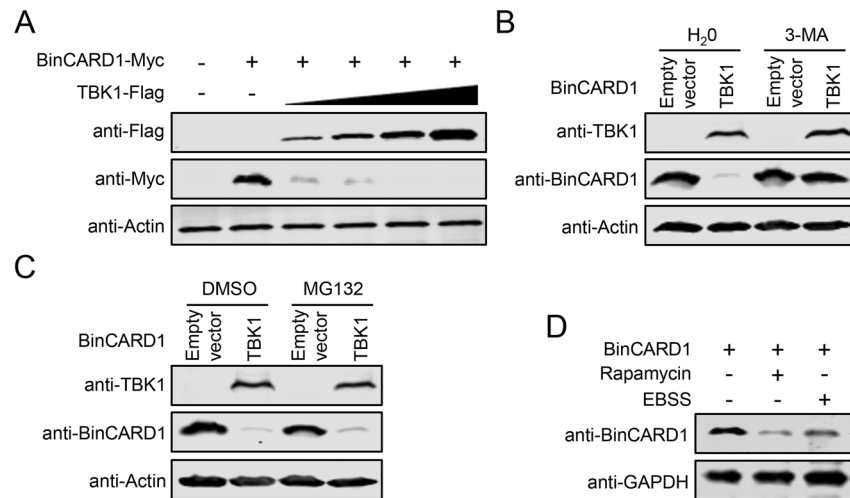 A
BinCARD1-Myc - + + + + +
TBK1-Flag - -
anti-Flag
anti-Myc
anti-Actin
B
H₂0 3-MA
BinCARD1 Empty vector TBK1 Empty vector TBK1
anti-TBK1
anti-BinCARD1
anti-Actin
C
DMSO MG132
BinCARD1 Empty vector TBK1 Empty vector TBK1
anti-TBK1
anti-BinCARD1
anti-Actin
D
BinCARD1 + + +
Rapamycin - + -
EBSS - - +
anti-BinCARD1
anti-GAPDH